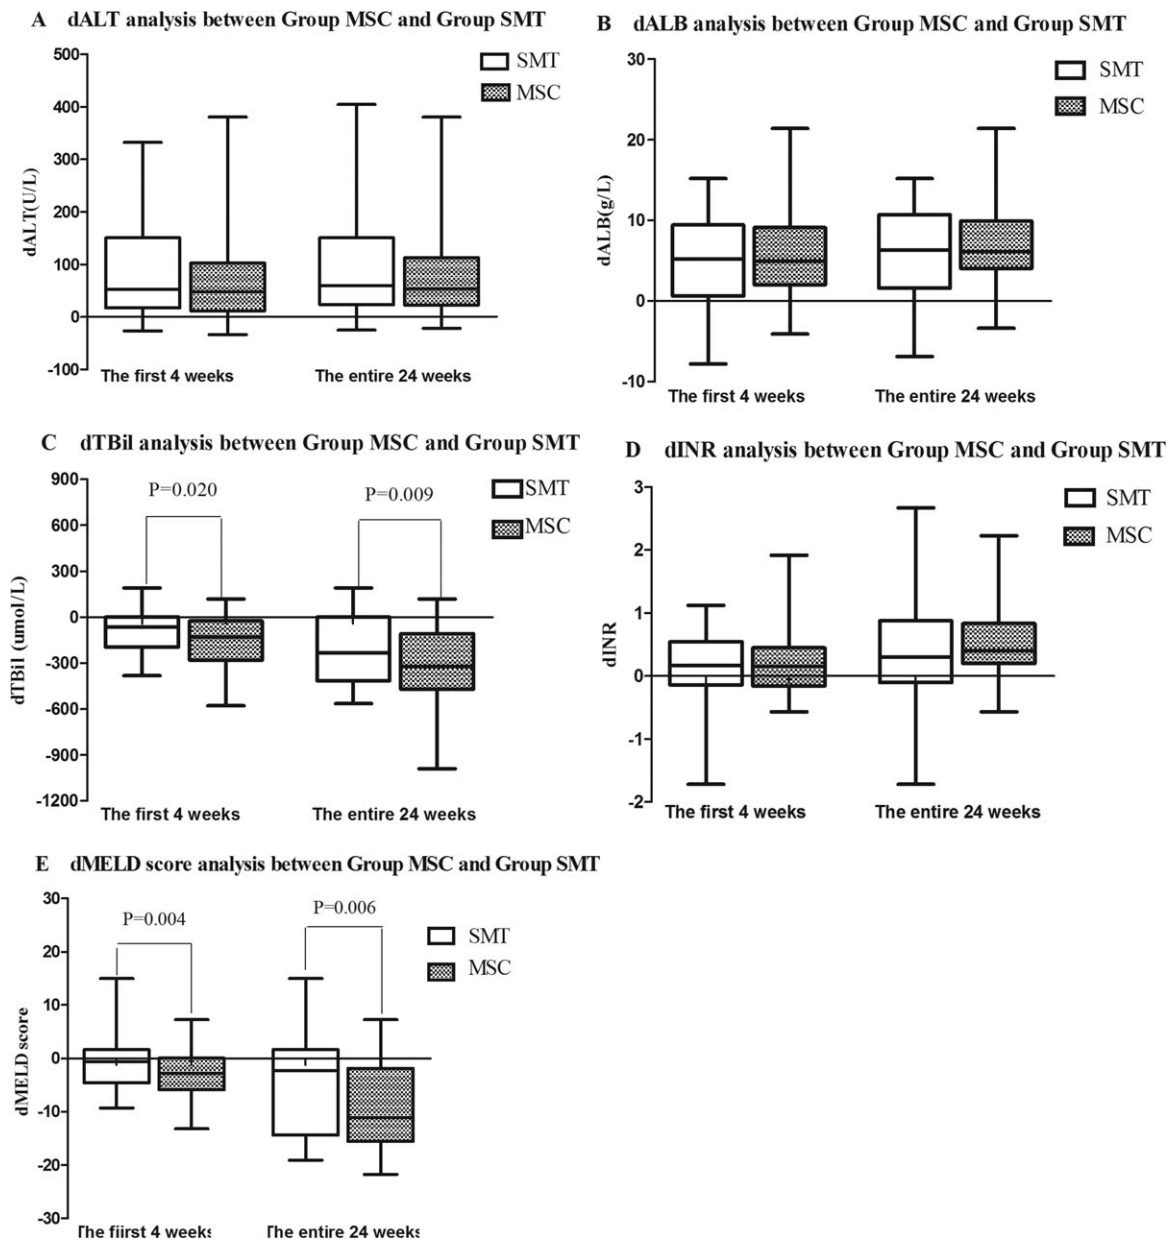 A dALT analysis between Group MSC and Group SMT
500
400
300
200
100
0
-100
dALT(U/L)
SMT
MSC
The first 4 weeks
The entire 24 weeks
B dALB analysis between Group MSC and Group SMT
30
20
10
0
-10
dALB(g/L)
SMT
MSC
The first 4 weeks
The entire 24 weeks
C dTBil analysis between Group MSC and Group SMT
900
600
300
0
-300
-600
-900
-1200
dTBil (umol/L)
P=0.020
P=0.009
SMT
MSC
The first 4 weeks
The entire 24 weeks
D dINR analysis between Group MSC and Group SMT
3
2
1
0
-1
-2
dINR
SMT
MSC
The first 4 weeks
The entire 24 weeks
E dMELD score analysis between Group MSC and Group SMT
30
20
10
0
-10
-20
-30
dMELD score
P=0.004
P=0.006
SMT
MSC
The fiirst 4 weeks
The entire 24 weeks